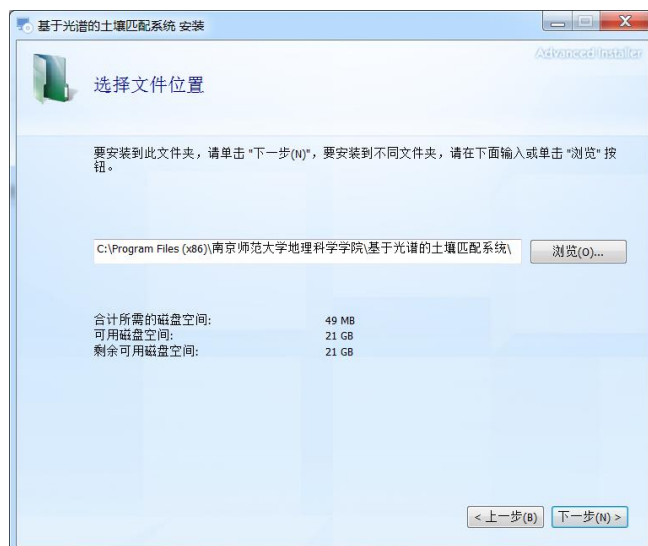 基于光谱的土壤匹配系统 安装
Advanced Installer
选择文件位置
要安装到此文件夹，请单击 "下一步(N)"，要安装到不同文件夹，请在下面输入或单击 "浏览" 按
钮。
C:\Program Files (x86)\南京师范大学地理科学学院\基于光谱的土壤匹配系统\
浏览(O)...
合计所需的磁盘空间: 49 MB
可用磁盘空间: 21 GB
剩余可用磁盘空间: 21 GB
< 上一步(B) 下一步(N) >